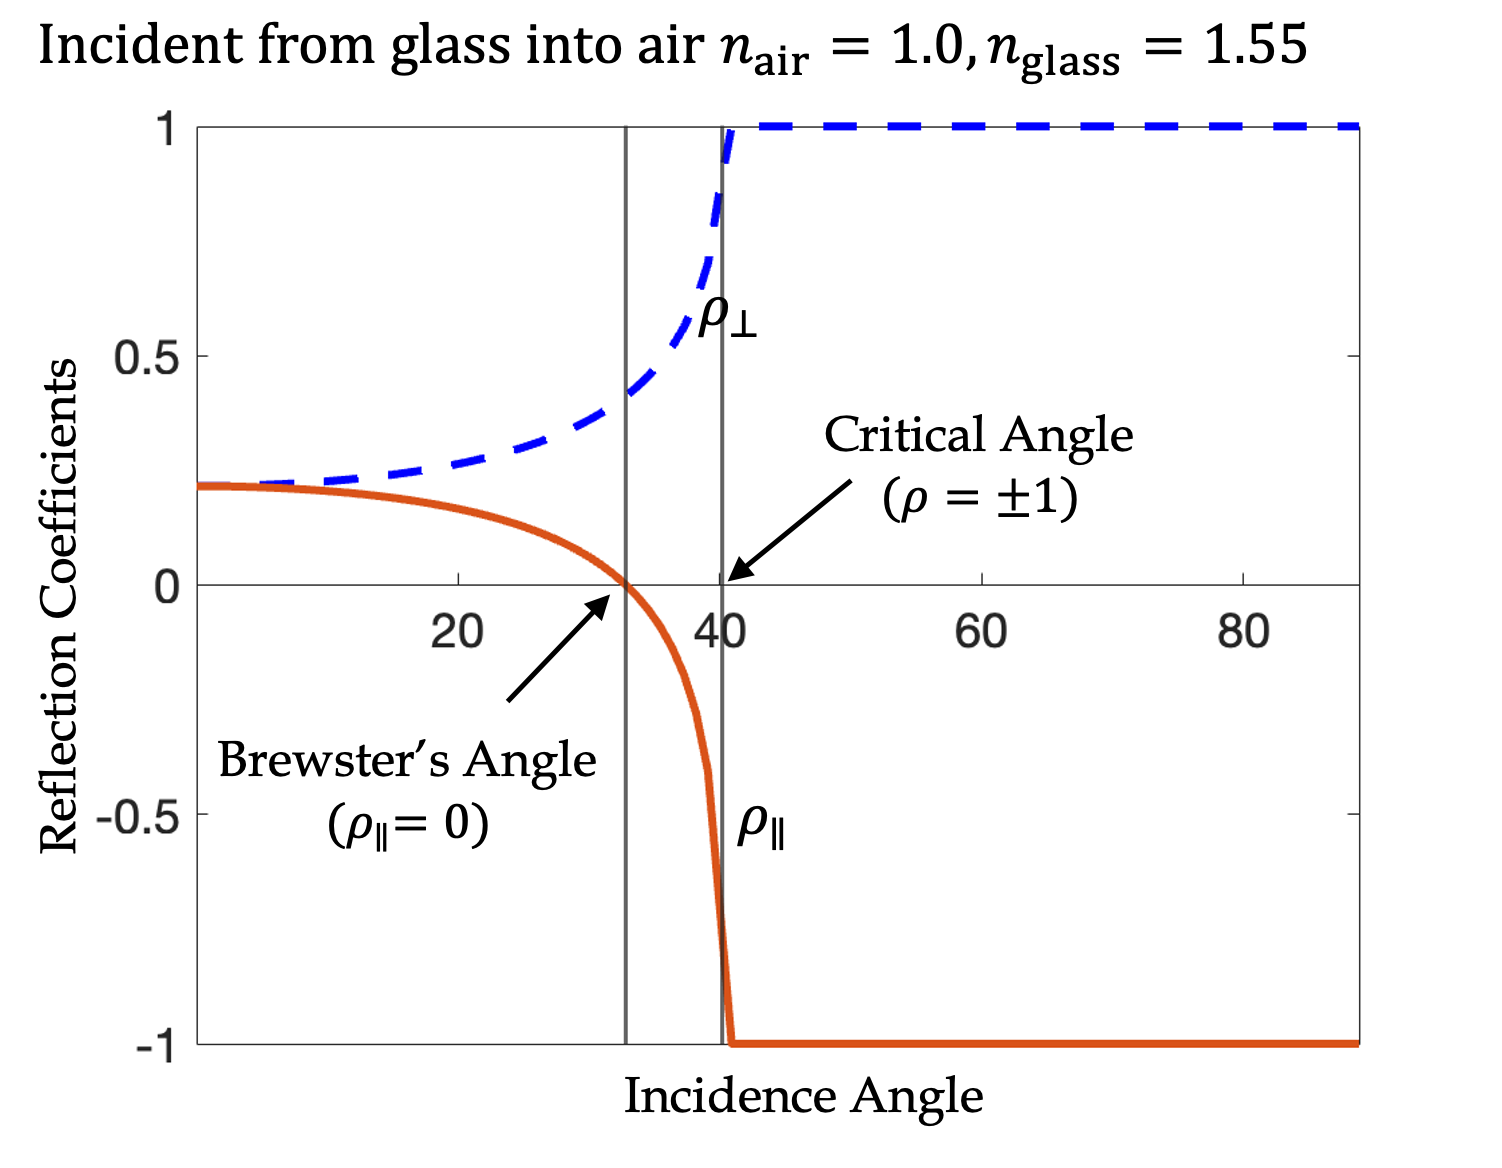 Incident from glass into air n_air = 1.0, n_glass = 1.55
1
0.5
0
-0.5
-1
20 40 60 80
Reflection Coefficients
Incidence Angle
ρ⊥
Critical Angle
(ρ = ±1)
Brewster’s Angle
(ρ∥= 0)
ρ∥